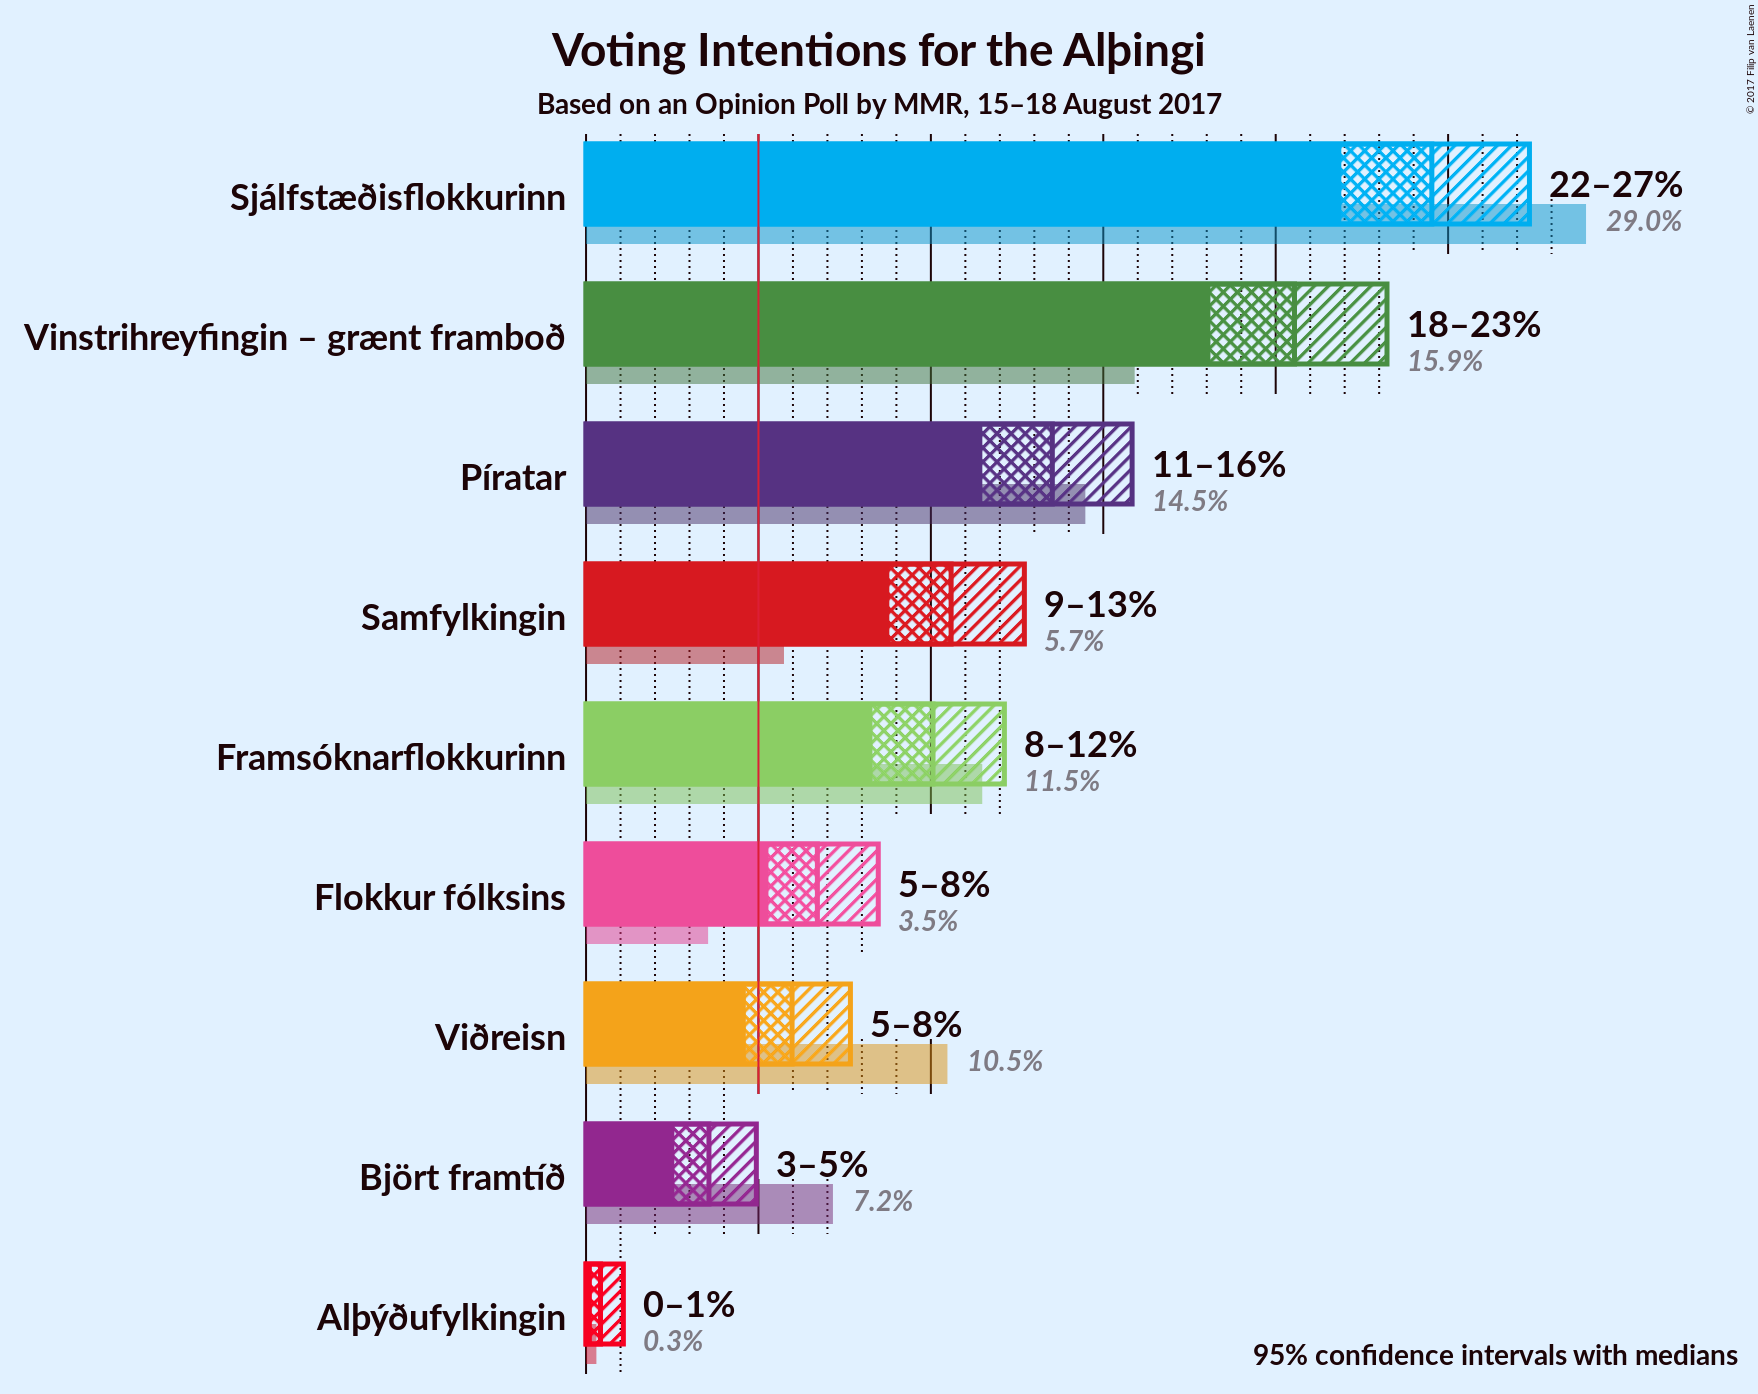 Voting Intentions for the Alþingi
Based on an Opinion Poll by MMR, 15–18 August 2017
© 2017 Filip van Laenen
Sjálfstæðisflokkurinn
22–27%
29.0%
Vinstrihreyfingin – grænt framboð
18–23%
15.9%
Píratar
11–16%
14.5%
Samfylkingin
9–13%
5.7%
Framsóknarflokkurinn
8–12%
11.5%
Flokkur fólksins
5–8%
3.5%
Viðreisn
5–8%
10.5%
Björt framtíð
3–5%
7.2%
Alþýðufylkingin
0–1%
0.3%
95% confidence intervals with medians